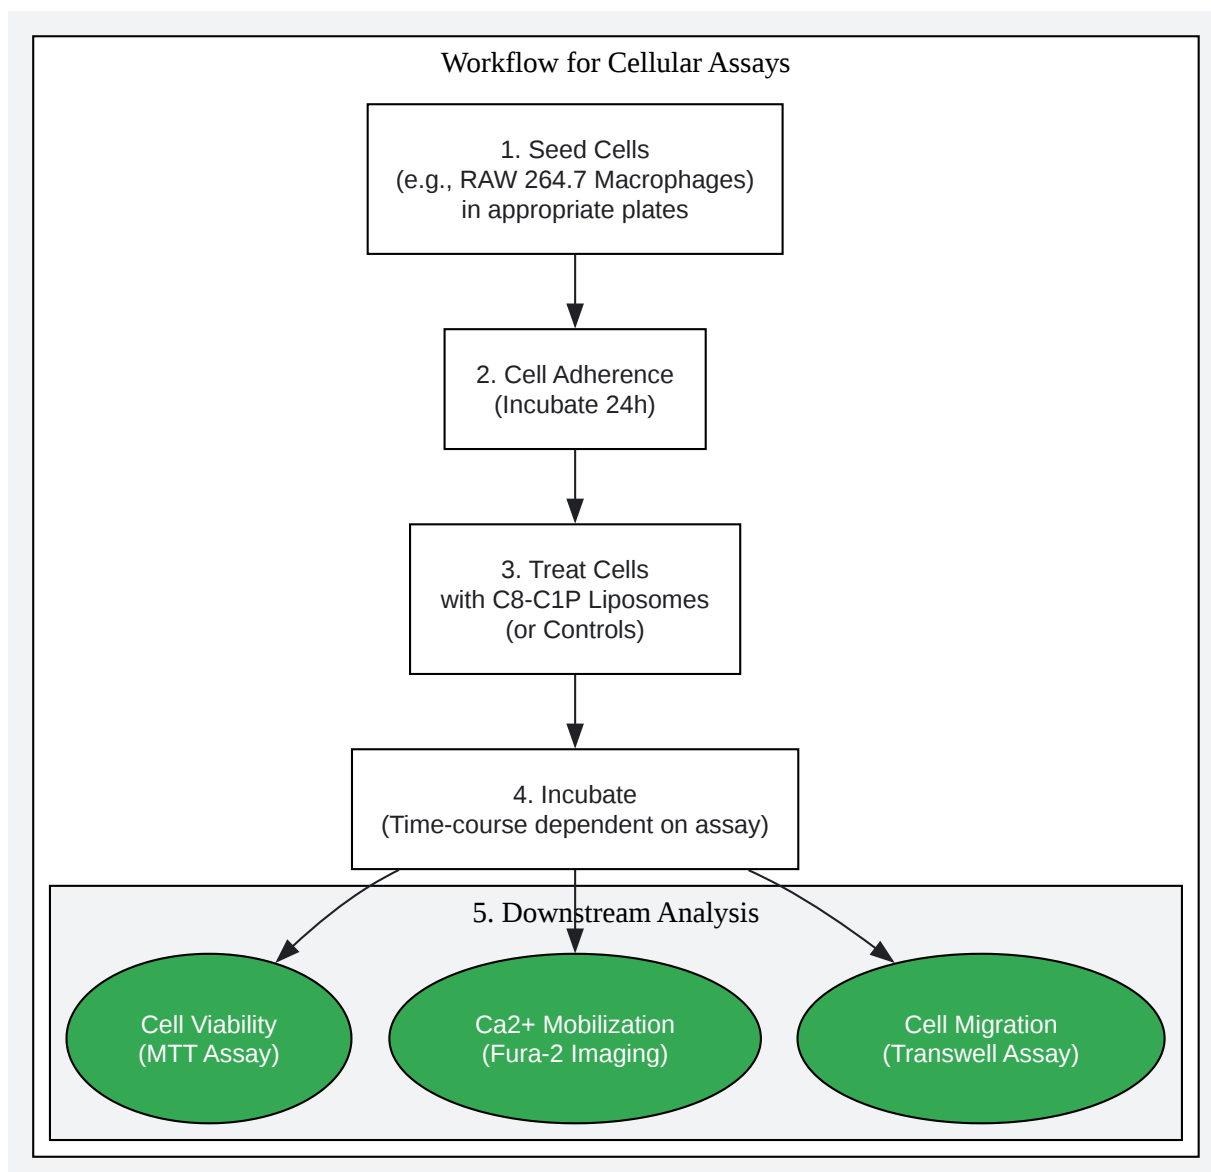 Workflow for Cellular Assays
1. Seed Cells
(e.g., RAW 264.7 Macrophages)
in appropriate plates
2. Cell Adherence
(Incubate 24h)
3. Treat Cells
with C8-C1P Liposomes
(or Controls)
4. Incubate
(Time-course dependent on assay)
5. Downstream Analysis
Cell Viability
(MTT Assay)
Ca2+ Mobilization
(Fura-2 Imaging)
Cell Migration
(Transwell Assay)